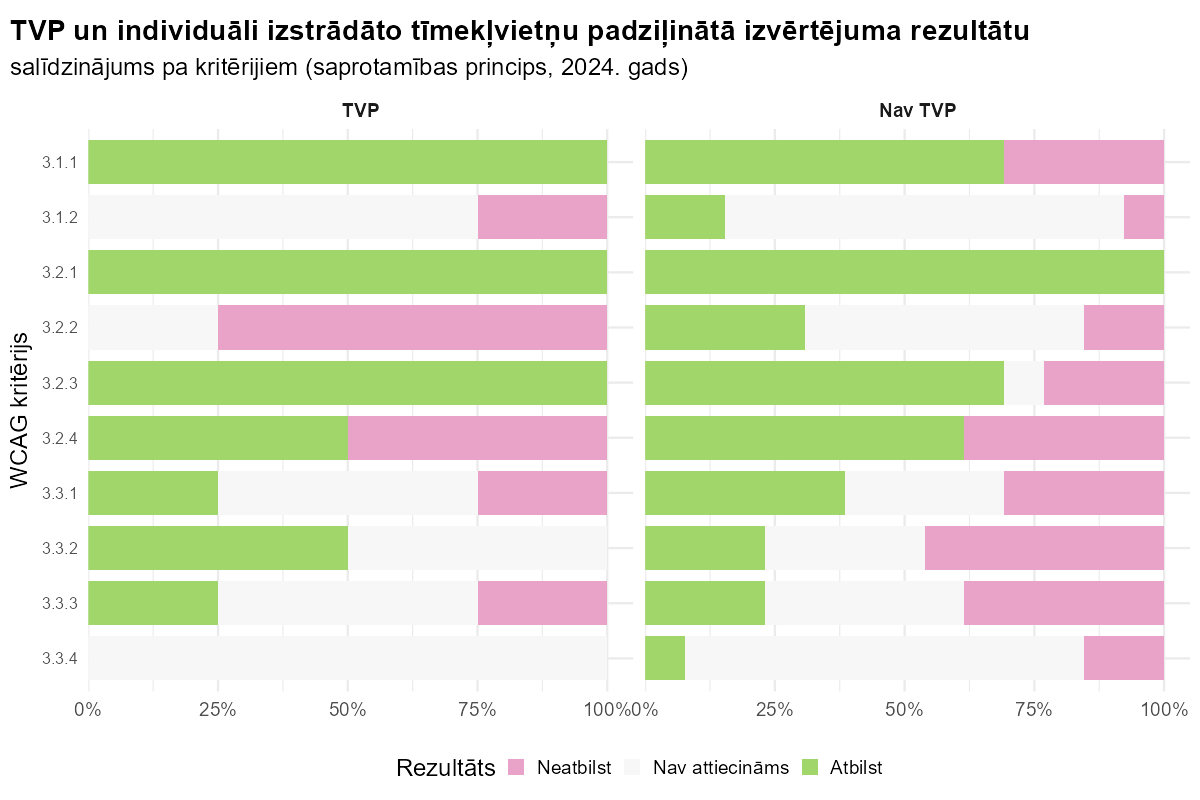 TVP un individuāli izstrādāto tīmekļvietņu padziļinātā izvērtējuma rezultātu
salīdzinājums pa kritērijiem (saprotamības princips, 2024. gads)
TVP
Nav TVP
WCAG kritērijs
3.1.1
3.1.2
3.2.1
3.2.2
3.2.3
3.2.4
3.3.1
3.3.2
3.3.3
3.3.4
0% 25% 50% 75% 100% 0% 25% 50% 75% 100%
Rezultāts Neatbilst Nav attiecināms Atbilst